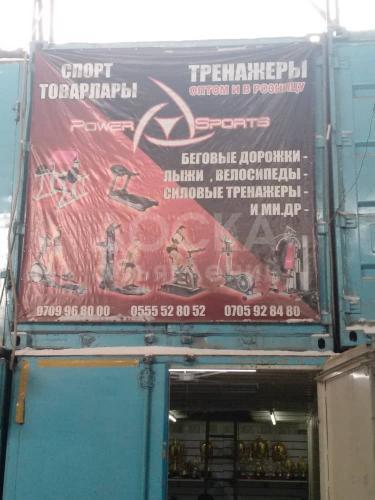 СПОРТ
ТОВАРЛАРЫ
ТРЕНАЖЕРЫ
ОПТОМ И В РОЗНИЦУ
POWER SPORTS
БЕГОВЫЕ ДОРОЖКИ -
ЛЫЖИ , ВЕЛОСИПЕДЫ -
СИЛОВЫЕ ТРЕНАЖЕРЫ -
И МН.ДР -
0709 96 80 00 0555 52 80 52 0705 92 84 80